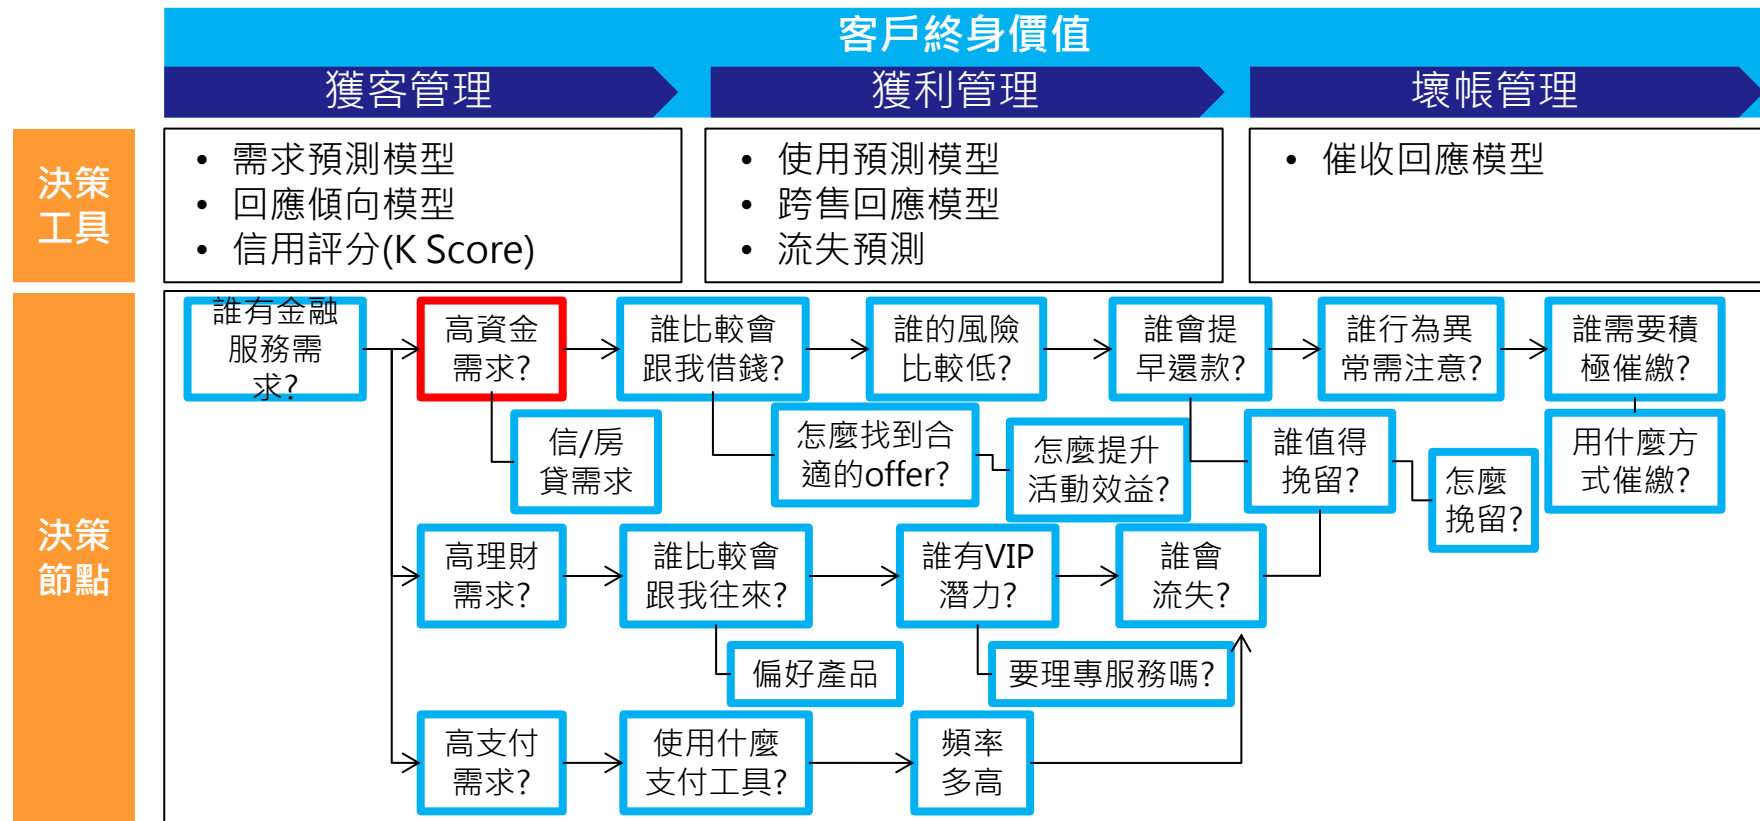 客戶終身價值
獲客管理
獲利管理
壞帳管理
決策
工具
• 需求預測模型
• 回應傾向模型
• 信用評分(K Score)
• 使用預測模型
• 跨售回應模型
• 流失預測
• 催收回應模型
決策
節點
誰有金融
服務需
求?
高資金
需求?
誰比較會
跟我借錢?
誰的風險
比較低?
誰會提
早還款?
誰行為異
常需注意?
誰需要積
極催繳?
信/房
貸需求
怎麼找到合
適的offer?
怎麼提升
活動效益?
誰值得
挽留?
怎麼
挽留?
用什麼方
式催繳?
高理財
需求?
誰比較會
跟我往來?
誰有VIP
潛力?
誰會
流失?
偏好產品
要理專服務嗎?
高支付
需求?
使用什麼
支付工具?
頻率
多高